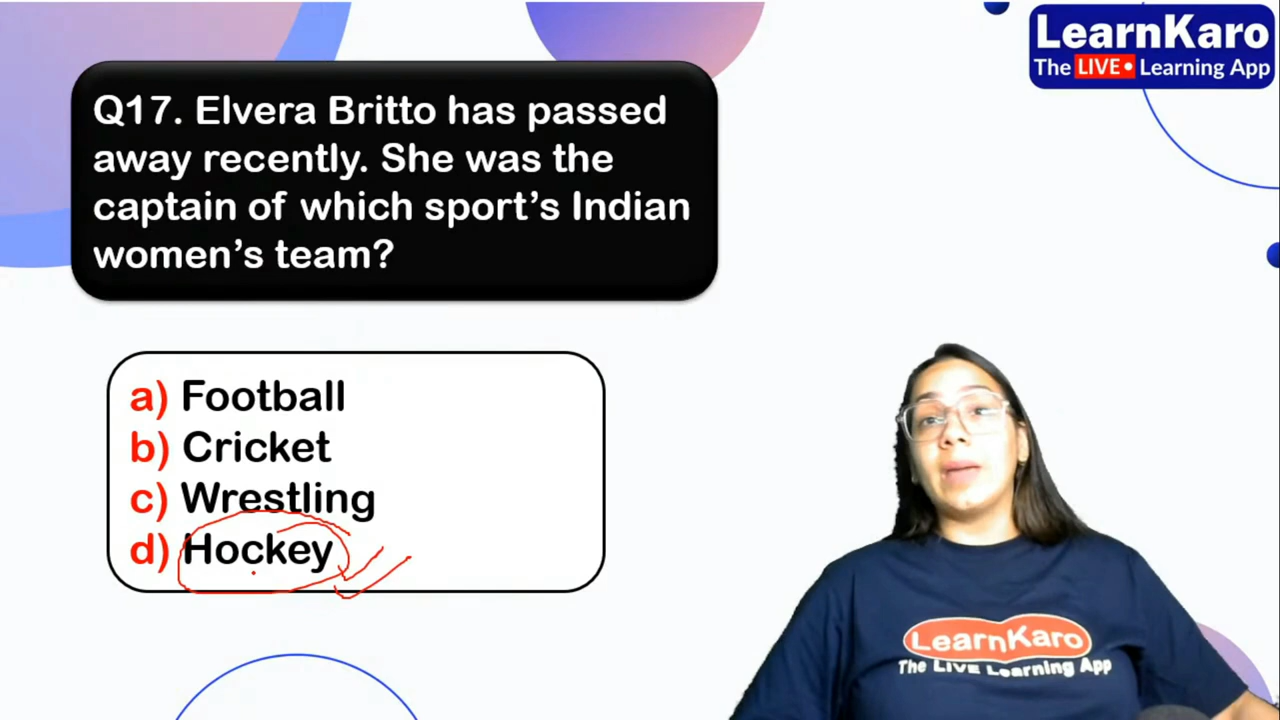 LearnKaro
The LIVE Learning App
Q17. Elvera Britto has passed
away recently. She was the
captain of which sport’s Indian
women’s team?
a) Football
b) Cricket
c) Wrestling
d) Hockey
LearnKaro
The LIVE Learning App